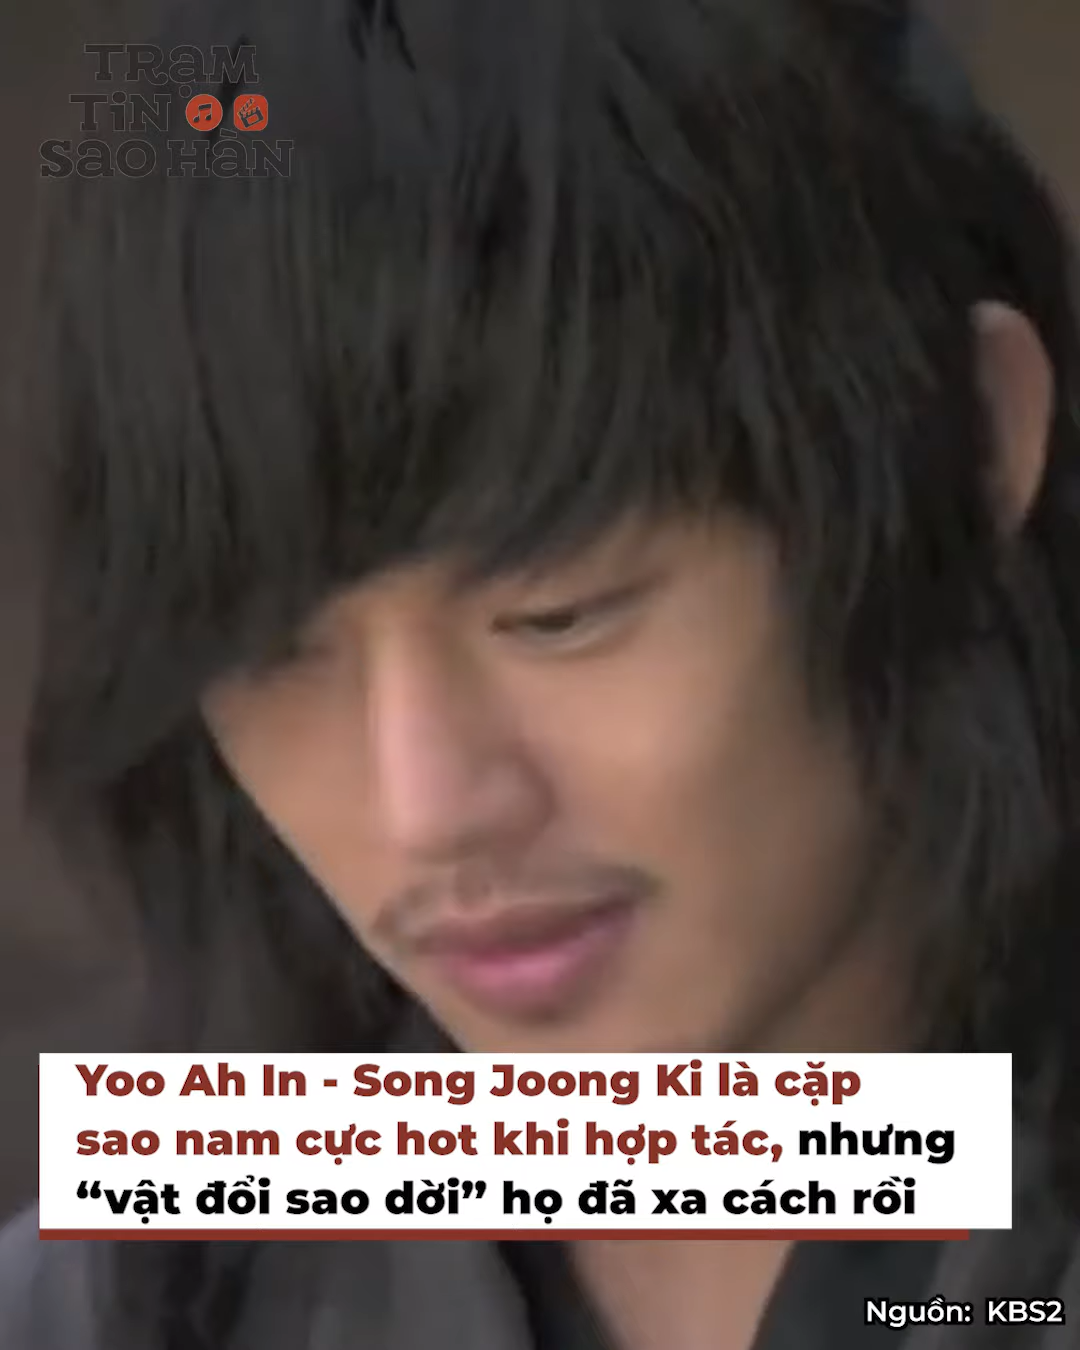 TRẠM
TiN
SaO HÀN
Yoo Ah In - Song Joong Ki là cặp
sao nam cực hot khi hợp tác, nhưng
“vật đổi sao dời” họ đã xa cách rồi
Nguồn: KBS2